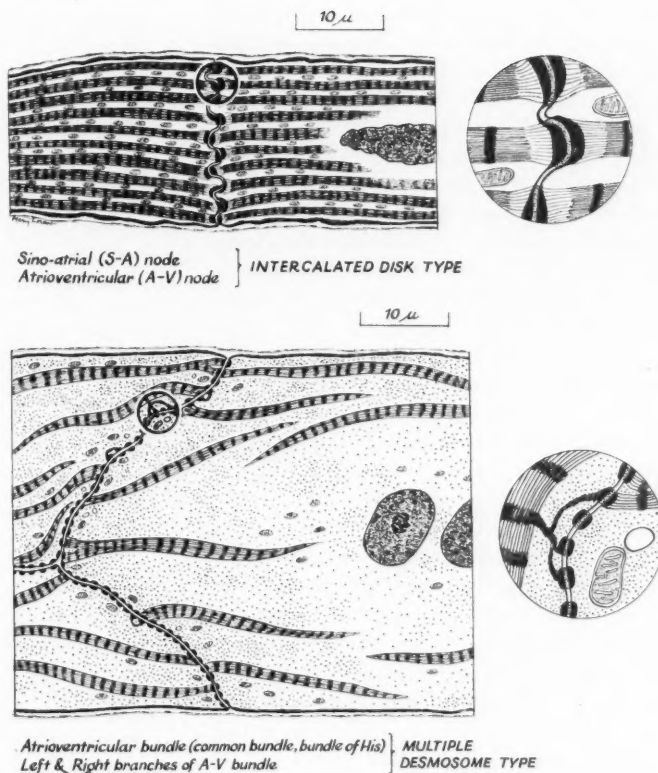 10 µ
Sino-atrial (S-A) node
Atrioventricular (A-V) node
INTERCALATED DISK TYPE
10 µ
Atrioventricular bundle (common bundle, bundle of His)
Left & Right branches of A-V bundle
MULTIPLE
DESMOSOME TYPE